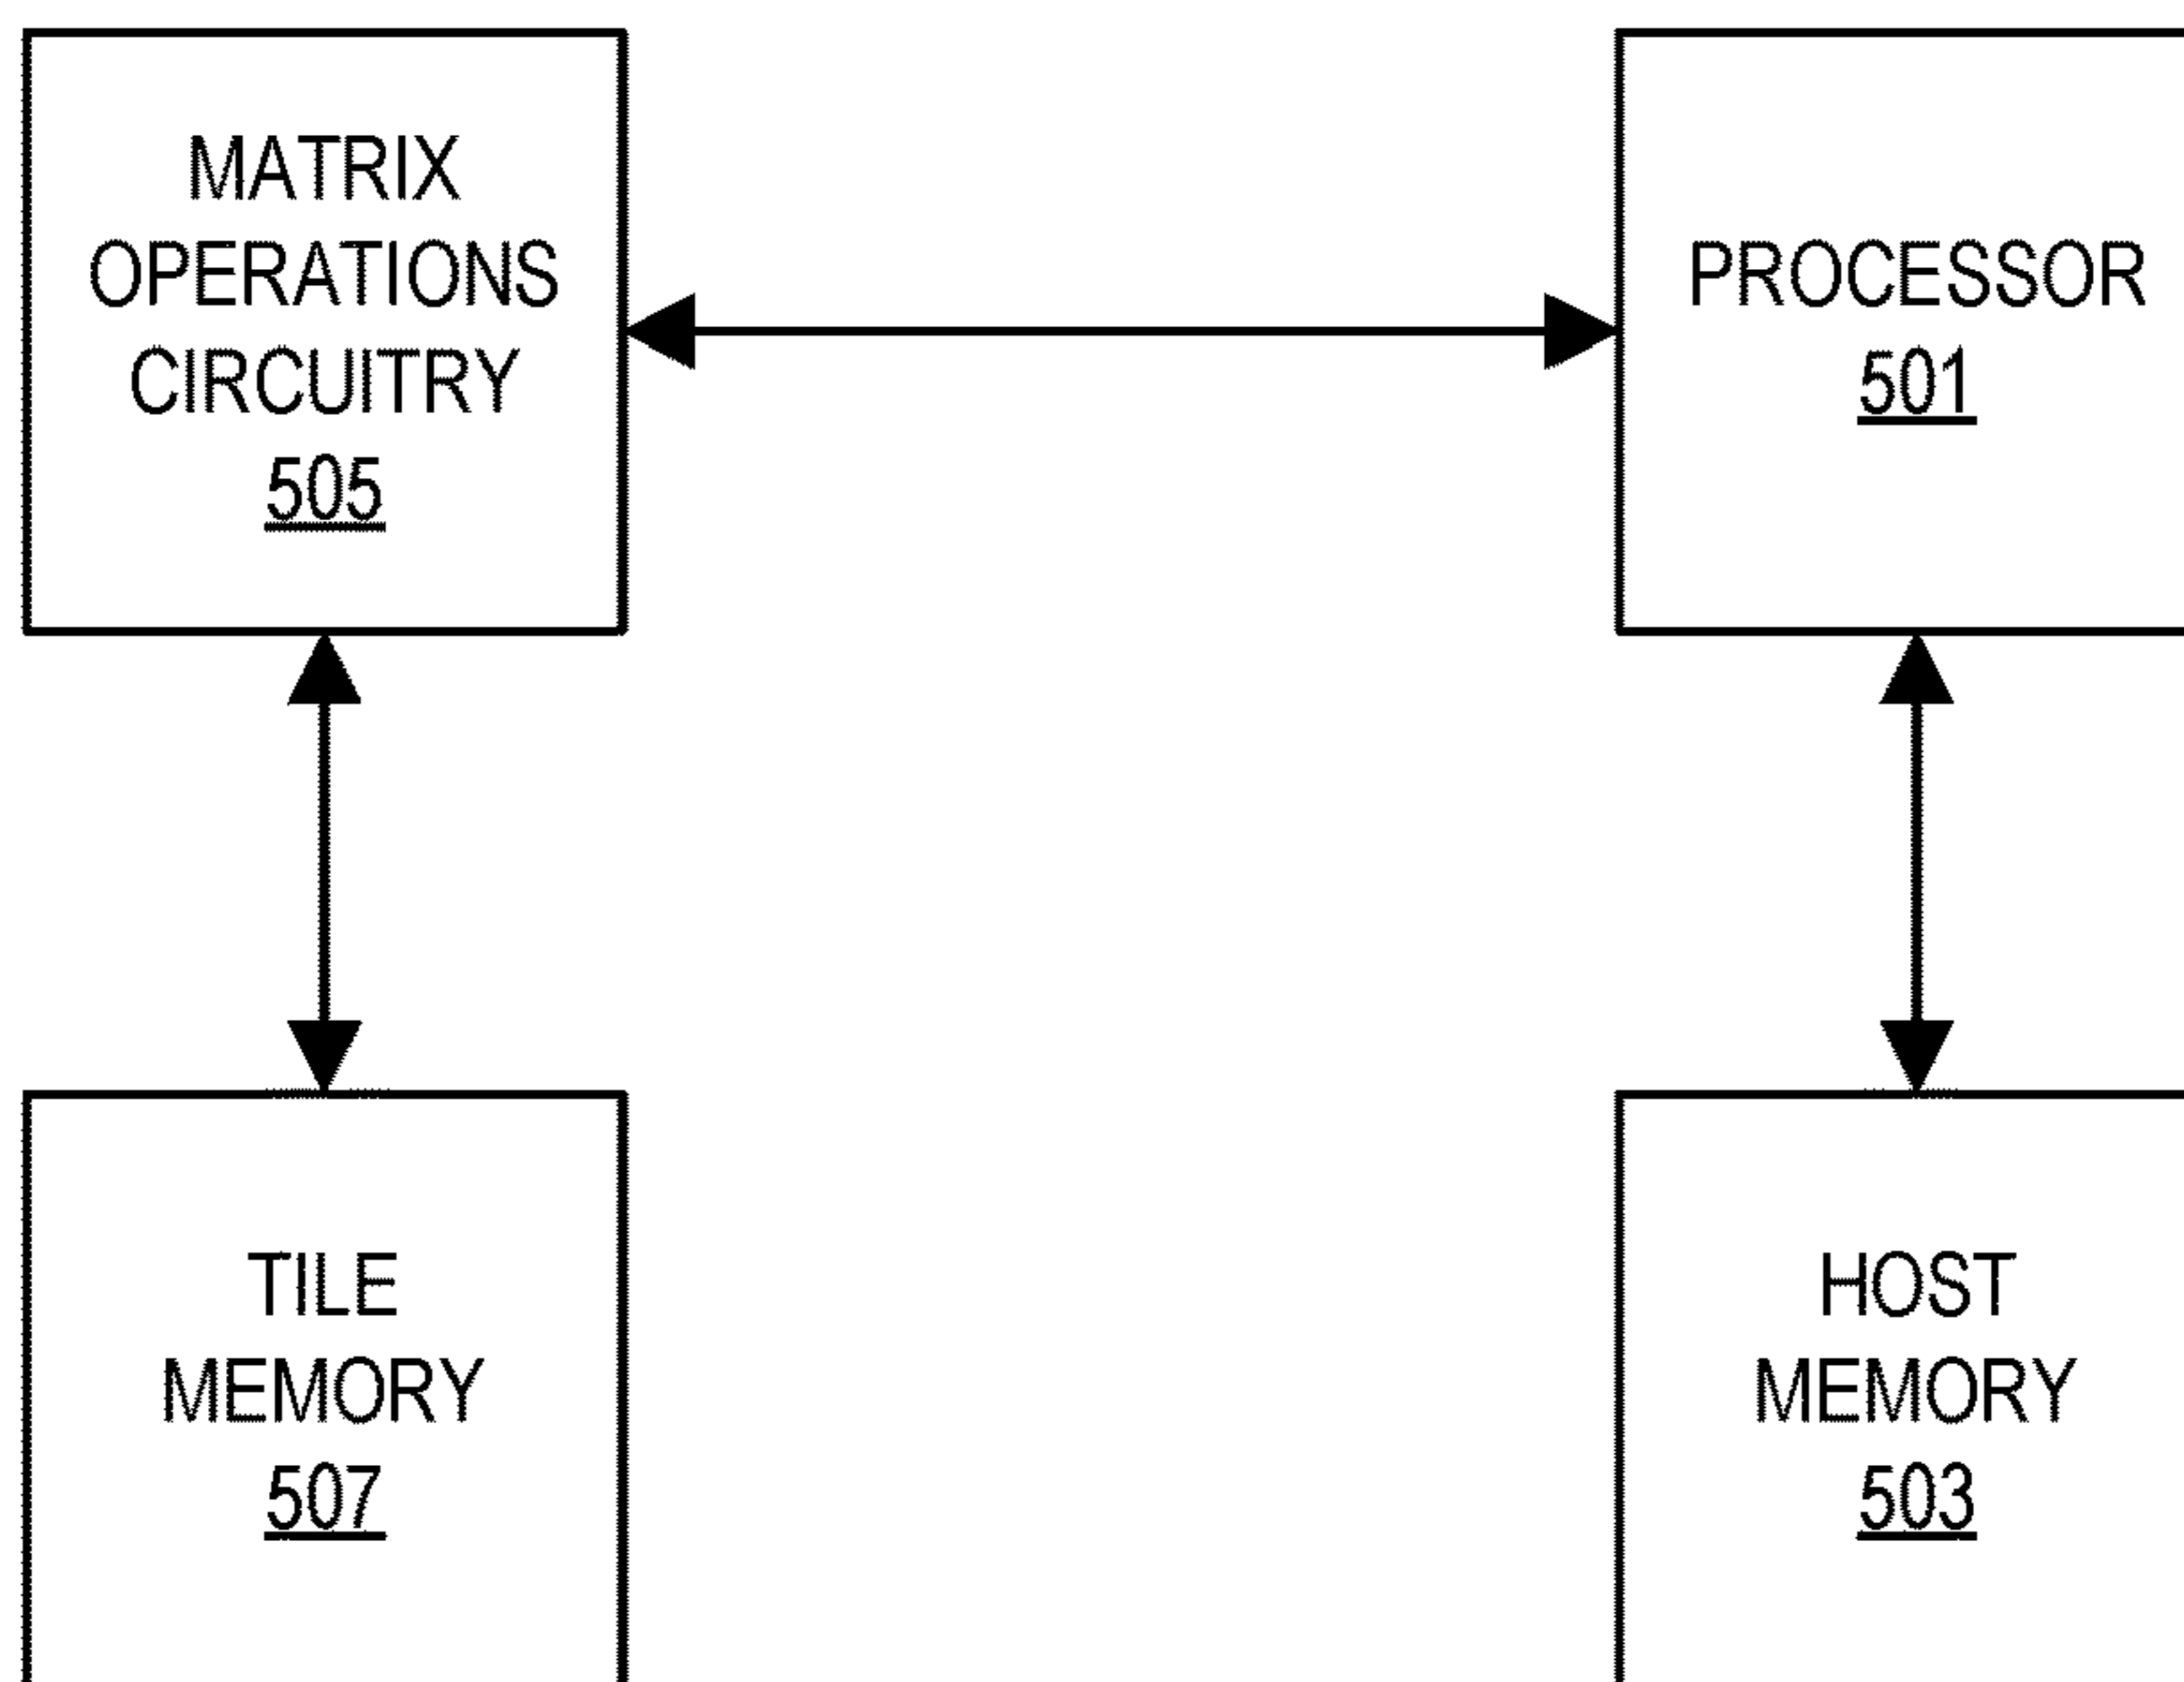 MATRIX
OPERATIONS
CIRCUITRY
505
PROCESSOR
501
TILE
MEMORY
507
HOST
MEMORY
503